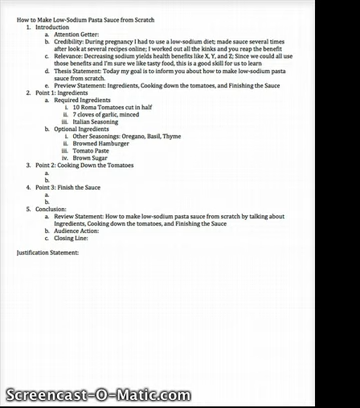 How to Make Low-Sodium Pasta Sauce from Scratch
1. Introduction
a. Attention Getter:
b. Credibility: During pregnancy I had to use a low-sodium diet; made sauce several times
after look at several recipes online; I worked out all the kinks and you reap the benefit
c. Relevance: Decreasing sodium yields health benefits like X, Y, and Z; Since we could all use
those benefits and I'm sure we like tasty food, this is a good skill for us to learn
d. Thesis Statement: Today my goal is to inform you about how to make low-sodium pasta
sauce from scratch.
e. Preview Statement: Ingredients, Cooking down the tomatoes, and Finishing the Sauce
2. Point 1: Ingredients
a. Required Ingredients
i. 10 Roma Tomatoes cut in half
ii. 7 cloves of garlic, minced
iii. Italian Seasoning
b. Optional Ingredients
i. Other Seasonings: Oregano, Basil, Thyme
ii. Browned Hamburger
iii. Tomato Paste
iv. Brown Sugar
3. Point 2: Cooking Down the Tomatoes
a.
b.
4. Point 3: Finish the Sauce
a.
b.
5. Conclusion:
a. Review Statement: How to make low-sodium pasta sauce from scratch by talking about
Ingredients, Cooking down the tomatoes, and Finishing the Sauce
b. Audience Action:
c. Closing Line:
Justification Statement:
Screencast-O-Matic.com